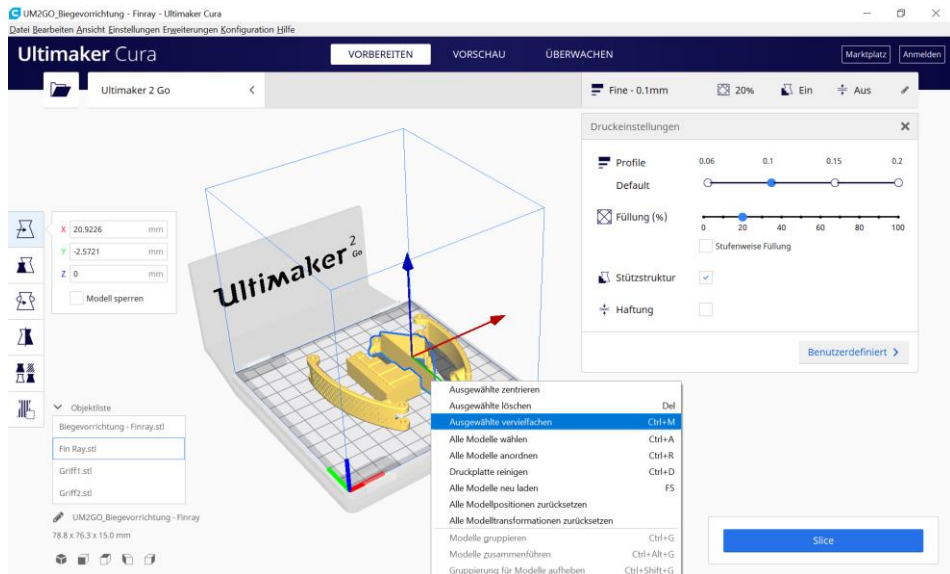 UM2GO_Biegevorrichtung - Finray - Ultimaker Cura
Datei Bearbeiten Ansicht Einstellungen Erweiterungen Konfiguration Hilfe
Ultimaker Cura
VORBEREITEN
VORSCHAU
ÜBERWACHEN
Marktplatz
Anmelden
Ultimaker 2 Go
Fine - 0.1mm
20%
Ein
Aus
Druckeinstellungen
Profile
0.06 0.1 0.15 0.2
Default
Füllung (%)
0 20 40 60 80 100
Stufenweise Füllung
Stützstruktur
Haftung
Benutzerdefiniert
X 20.9226 mm
Y -2.5721 mm
Z 0 mm
Modell sperren
Ultimaker 2 Go
Ausgewählte zentrieren
Ausgewählte löschen Del
Ausgewählte vervielfachen Ctrl+M
Alle Modelle wählen Ctrl+A
Alle Modelle anordnen Ctrl+R
Druckplatte reinigen Ctrl+D
Alle Modelle neu laden F5
Alle Modellpositionen zurücksetzen
Alle Modelltransformationen zurücksetzen
Modelle gruppieren Ctrl+G
Modelle zusammenführen Ctrl+Alt+G
Gruppierung für Modelle aufheben Ctrl+Shift+G
Objektliste
Biegevorrichtung - Finray.stl
Fin Ray.stl
Griff1.stl
Griff2.stl
UM2GO_Biegevorrichtung - Finray
78.8 x 76.3 x 15.0 mm
Slice